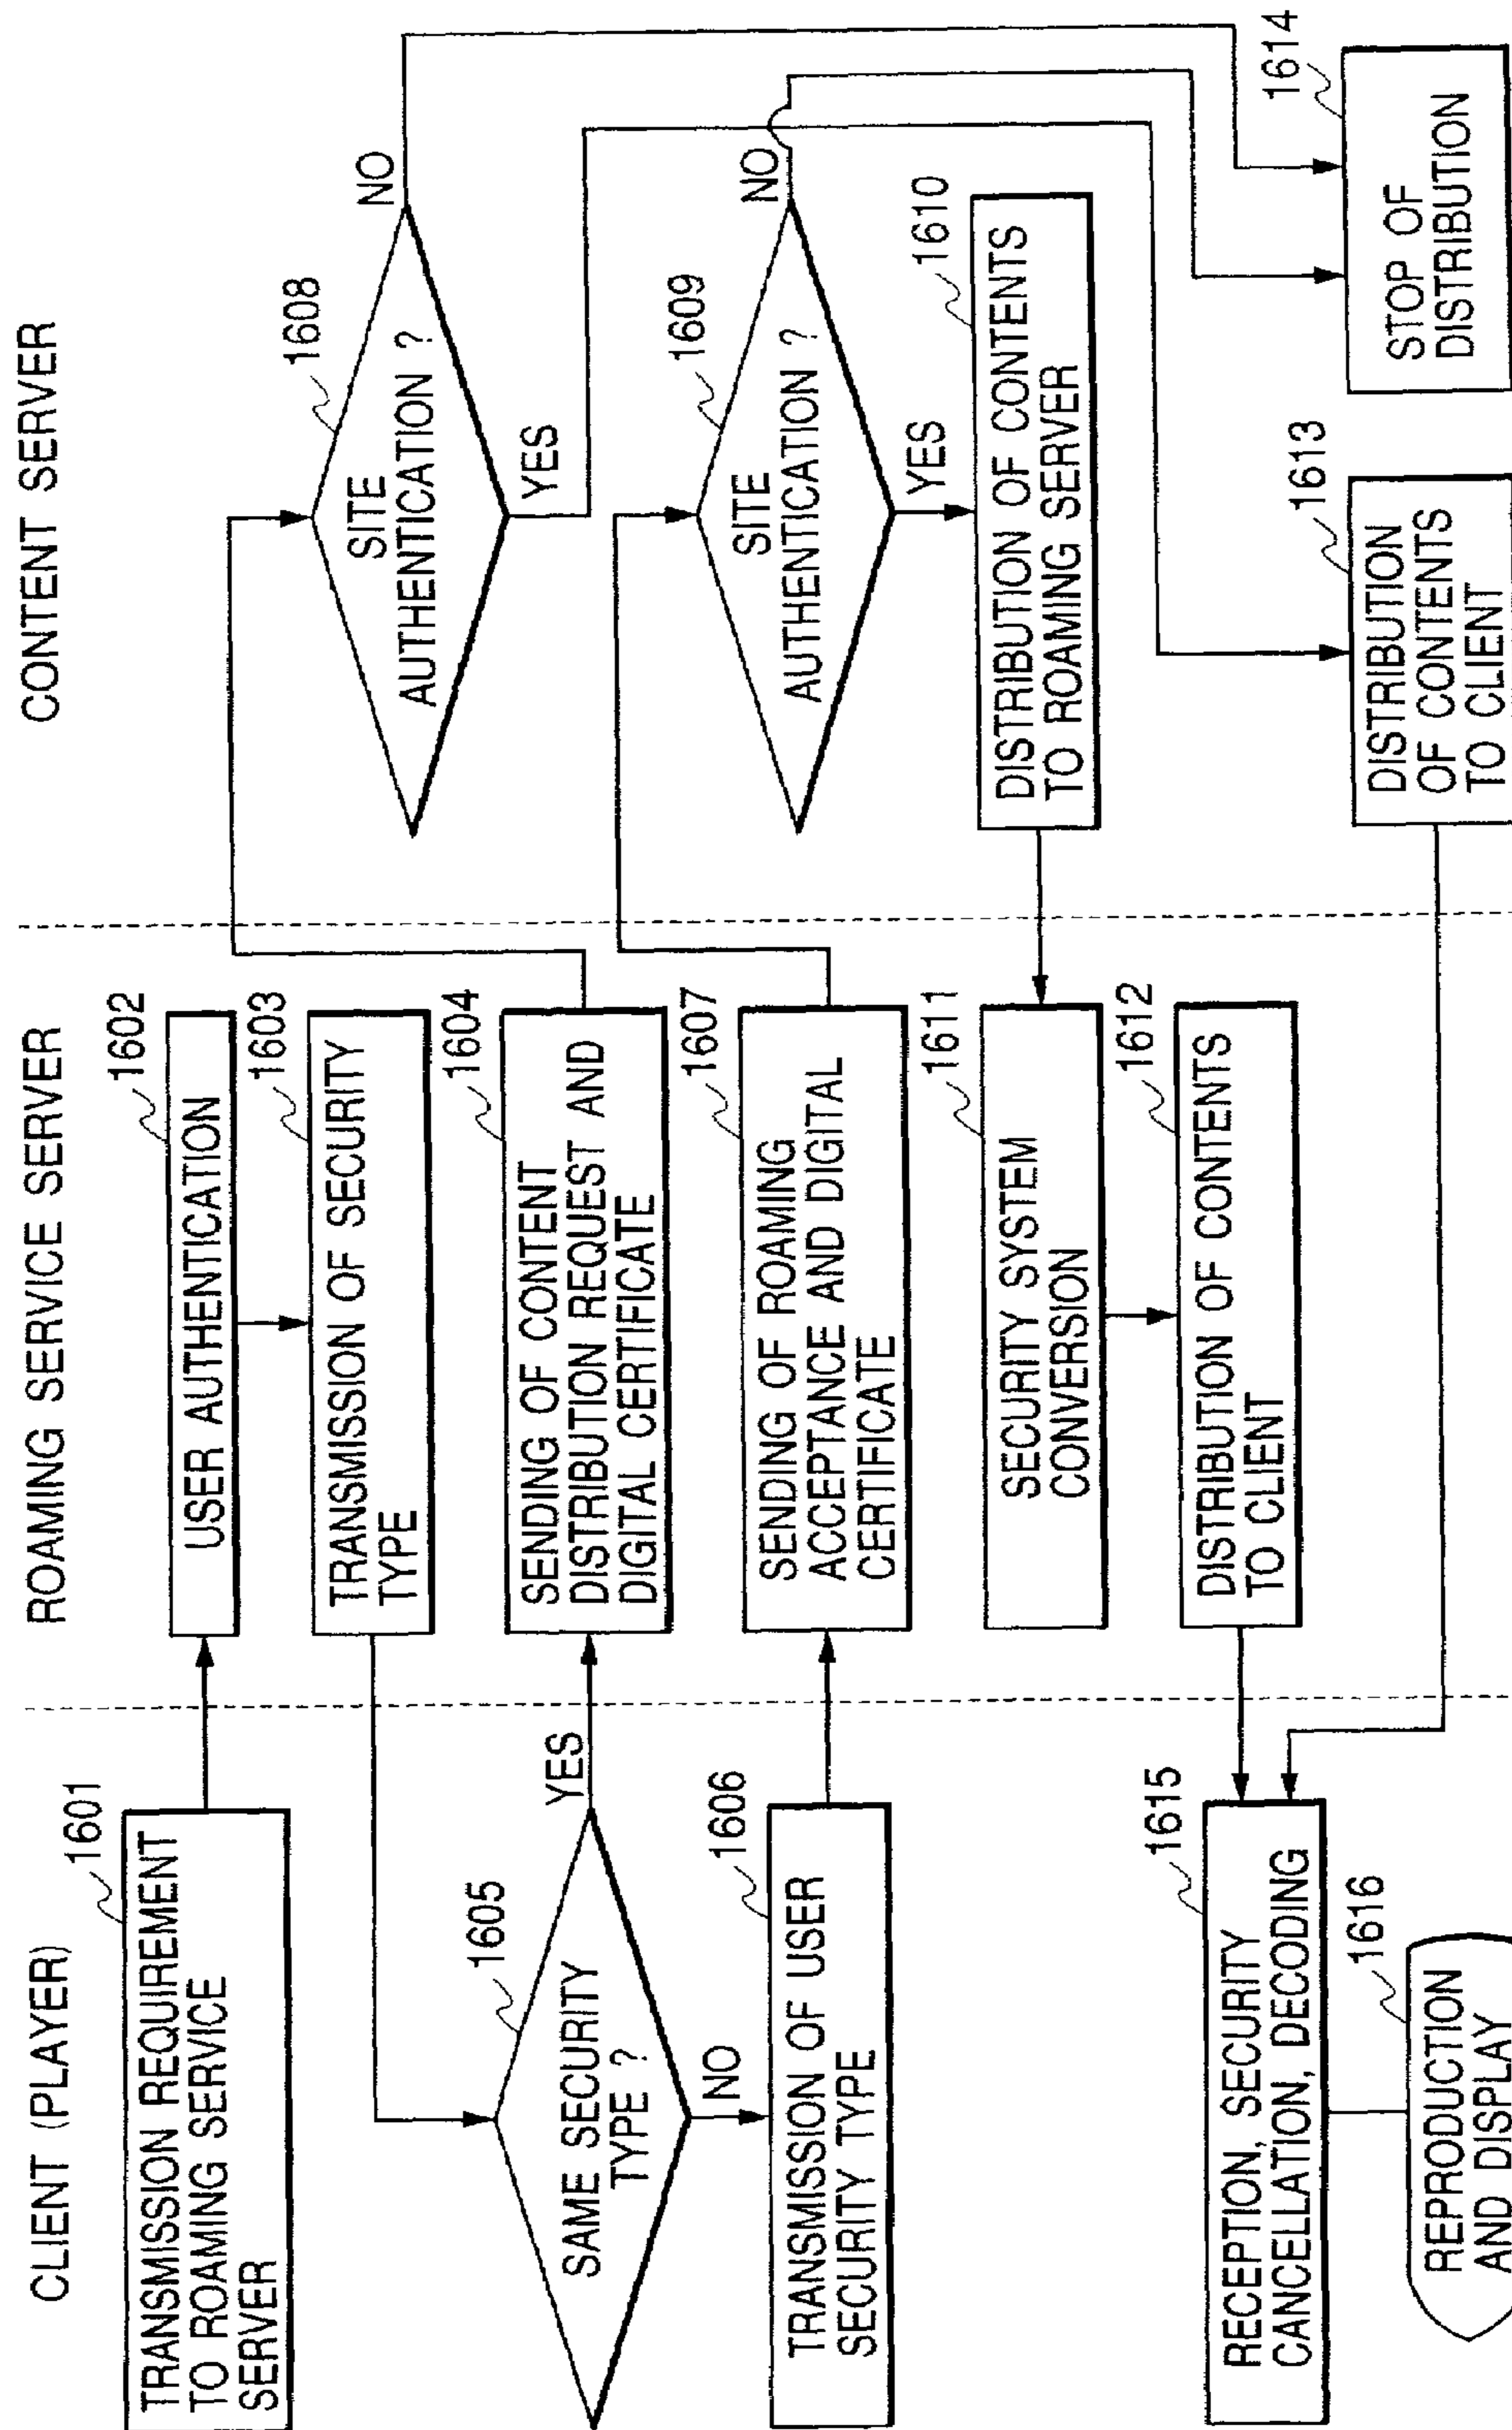 CLIENT (PLAYER)
ROAMING SERVICE SERVER
CONTENT SERVER
1601
TRANSMISSION REQUIREMENT
TO ROAMING SERVICE
SERVER
1602
USER AUTHENTICATION
1603
TRANSMISSION OF SECURITY
TYPE
1605
SAME SECURITY
TYPE ?
YES
NO
1604
SENDING OF CONTENT
DISTRIBUTION REQUEST AND
DIGITAL CERTIFICATE
1608
SITE
AUTHENTICATION ?
NO
YES
1606
TRANSMISSION OF USER
SECURITY TYPE
1607
SENDING OF ROAMING
ACCEPTANCE AND DIGITAL
CERTIFICATE
1609
SITE
AUTHENTICATION ?
NO
YES
1610
DISTRIBUTION OF CONTENTS
TO ROAMING SERVER
1611
SECURITY SYSTEM
CONVERSION
1612
DISTRIBUTION OF CONTENTS
TO CLIENT
1613
DISTRIBUTION
OF CONTENTS
TO CLIENT
1614
STOP OF
DISTRIBUTION
1615
RECEPTION, SECURITY
CANCELLATION, DECODING
1616
REPRODUCTION
AND DISPLAY